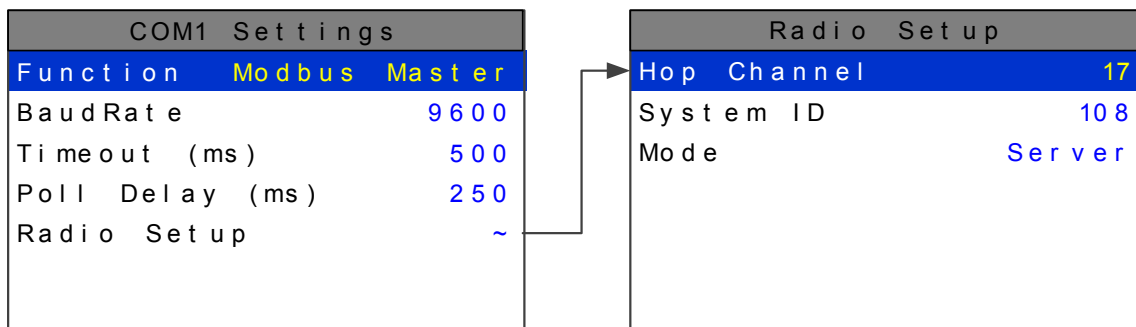 COM1 Settings
Function Modbus Master
BaudRate 9600
Timeout (ms) 500
Poll Delay (ms) 250
Radio Setup ~
Radio Setup
Hop Channel 17
System ID 108
Mode Server